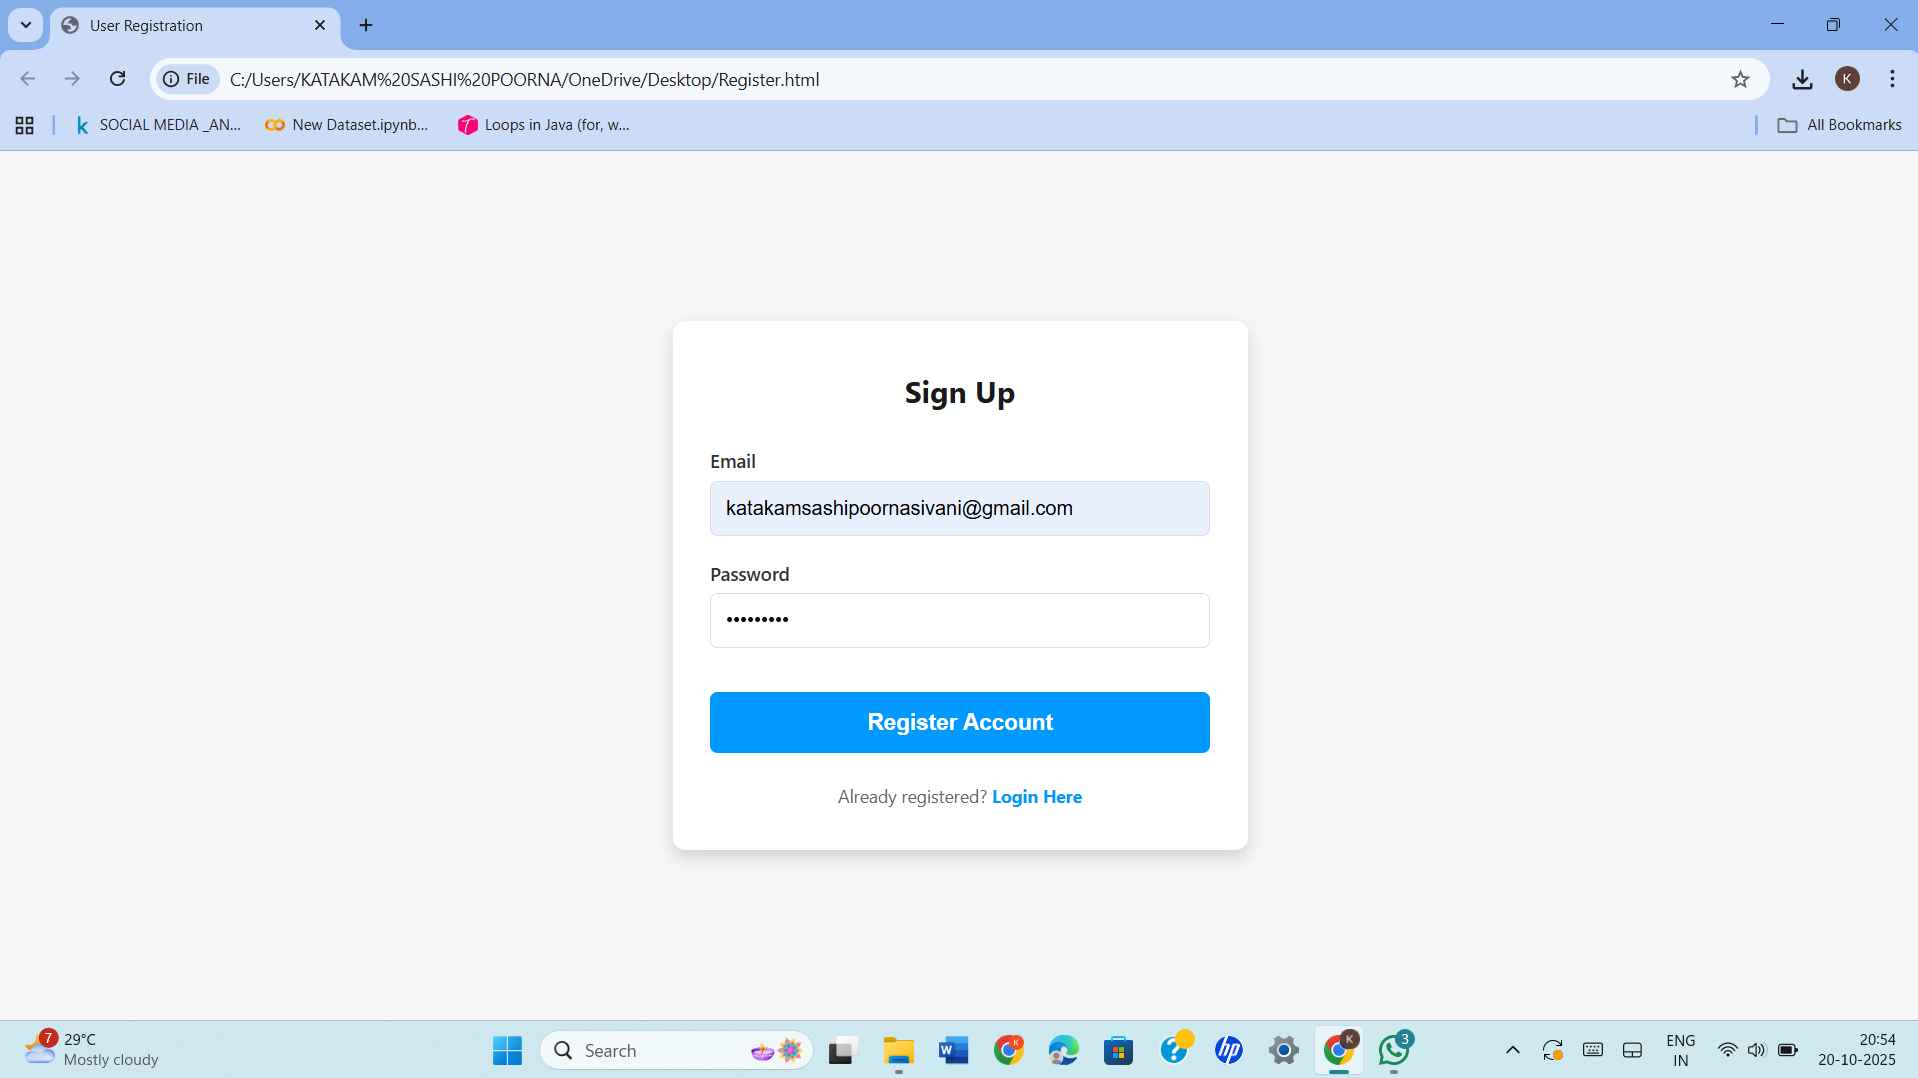 User Registration
File
C:/Users/KATAKAM%20SASHI%20POORNA/OneDrive/Desktop/Register.html
K
k SOCIAL MEDIA _AN...
New Dataset.ipynb...
Loops in Java (for, w...
All Bookmarks
Sign Up
Email
katakamsashipoornasivani@gmail.com
Password
•••••••••
Register Account
Already registered? Login Here
7
29°C
Mostly cloudy
Search
W
K
?
hp
K
3
ENG
IN
20:54
20-10-2025